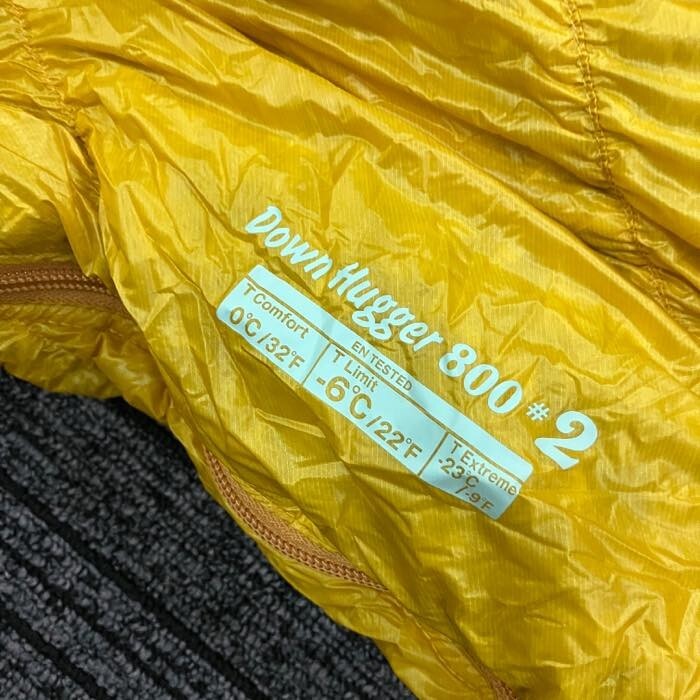 Down Hugger 800 #2
EN TESTED
T Comfort
0°C/32°F
T Limit
-6°C/22°F
T Extreme
-23°C
/-9°F